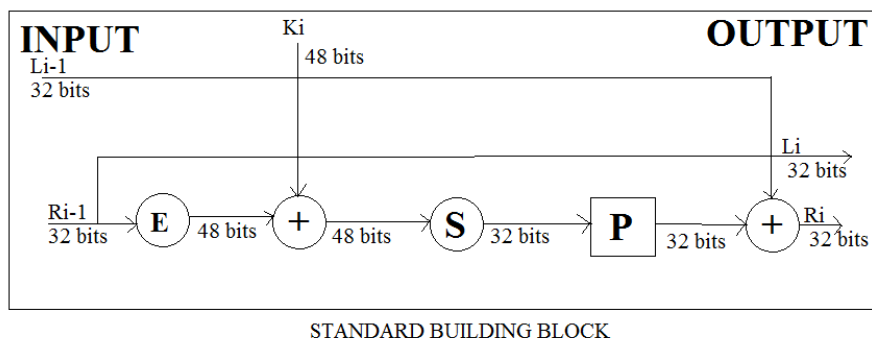 INPUT
Ki
OUTPUT
Li-1
48 bits
32 bits
Li
32 bits
Ri-1
32 bits
E
48 bits
+
48 bits
S
32 bits
P
32 bits
+
Ri
32 bits
STANDARD BUILDING BLOCK